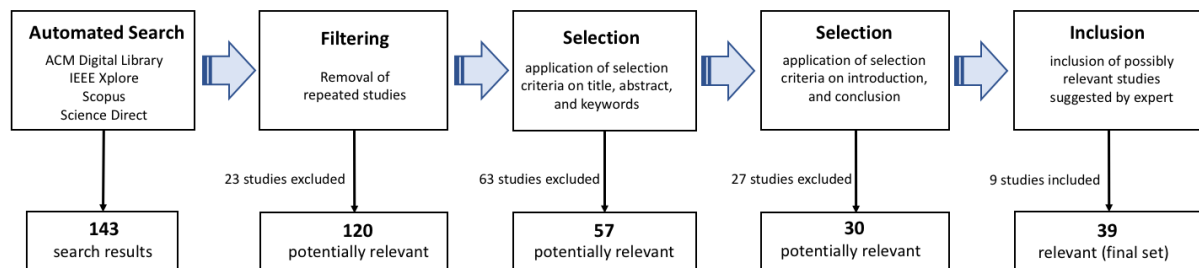 Automated Search
ACM Digital Library
IEEE Xplore
Scopus
Science Direct
Filtering
Removal of
repeated studies
Selection
application of selection
criteria on title, abstract,
and keywords
Selection
application of selection
criteria on introduction,
and conclusion
Inclusion
inclusion of possibly
relevant studies
suggested by expert
23 studies excluded
63 studies excluded
27 studies excluded
9 studies included
143
search results
120
potentially relevant
57
potentially relevant
30
potentially relevant
39
relevant (final set)